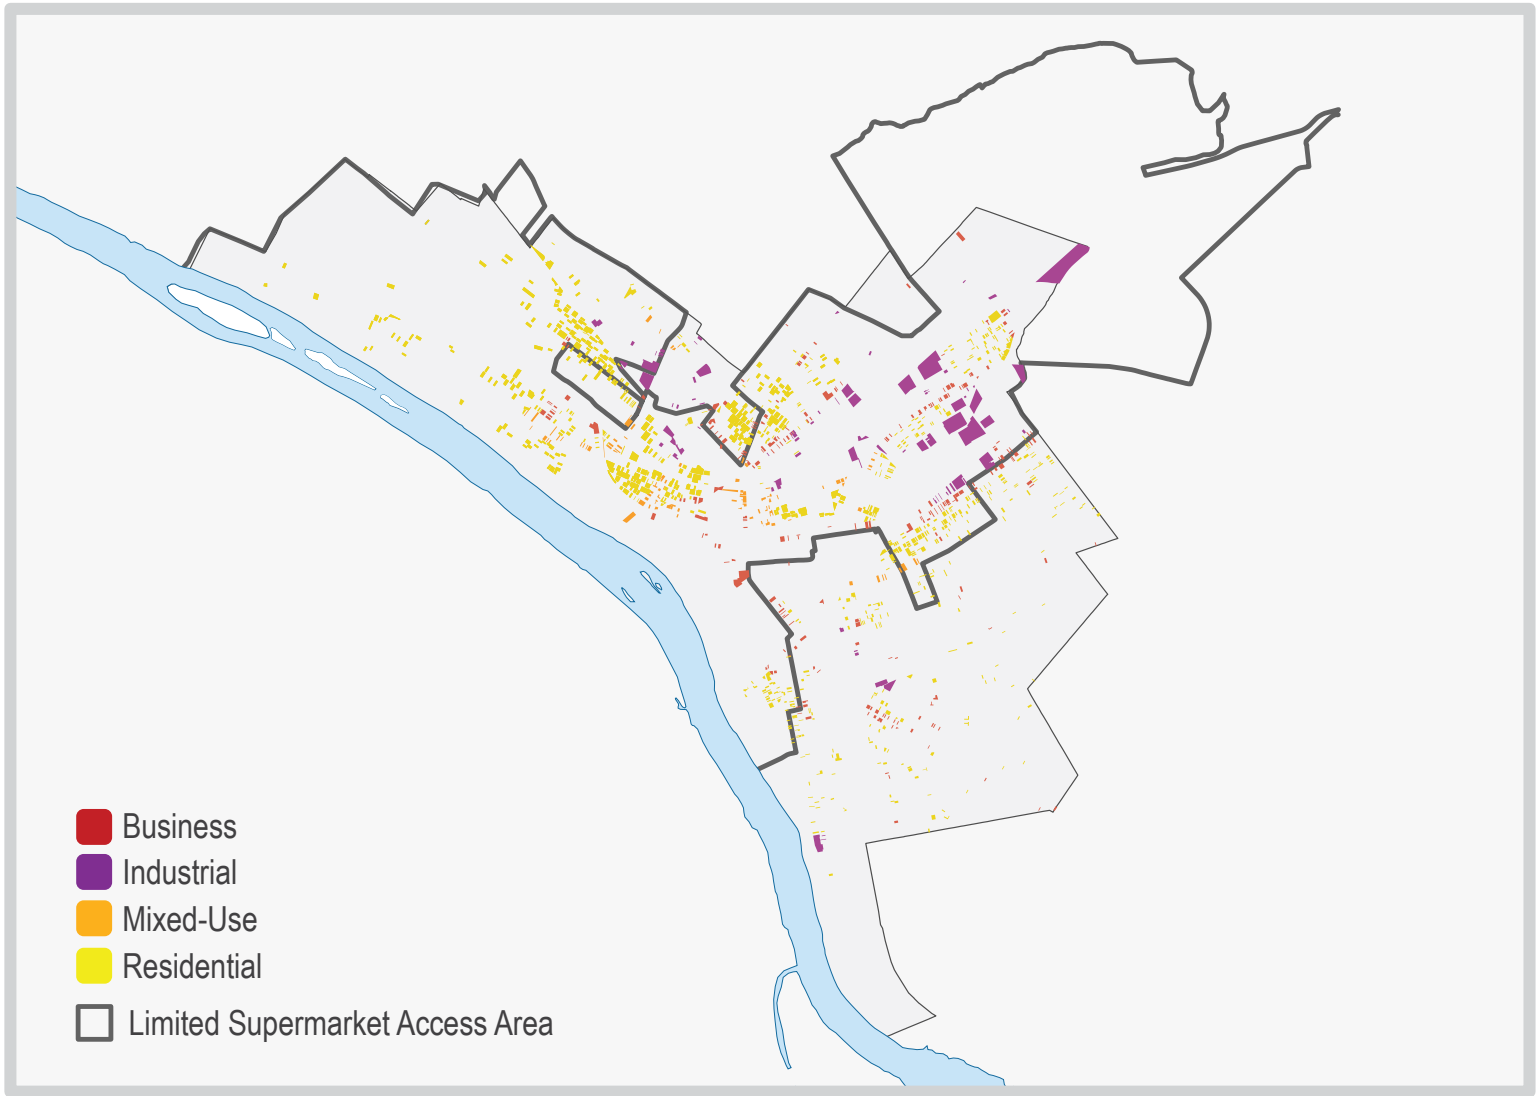 Business
Industrial
Mixed-Use
Residential
Limited Supermarket Access Area